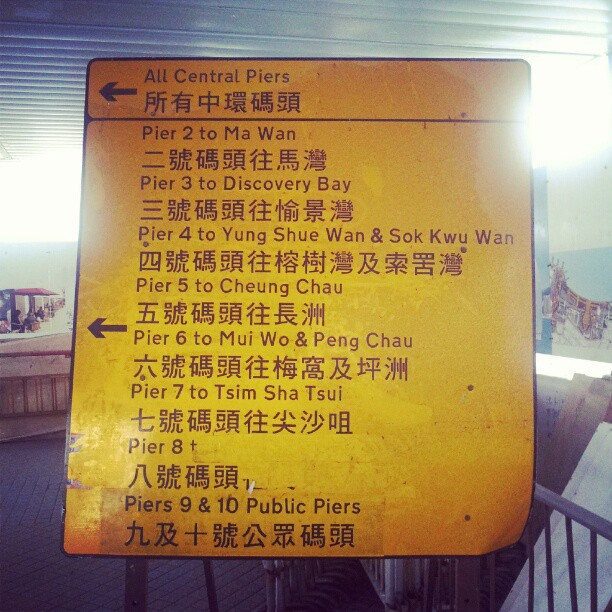 All Central Piers
所有中環碼頭
Pier 2 to Ma Wan
二號碼頭往馬灣
Pier 3 to Discovery Bay
三號碼頭往愉景灣
Pier 4 to Yung Shue Wan & Sok Kwu Wan
四號碼頭往榕樹灣及索罟灣
Pier 5 to Cheung Chau
五號碼頭往長洲
Pier 6 to Mui Wo & Peng Chau
六號碼頭往梅窩及坪洲
Pier 7 to Tsim Sha Tsui
七號碼頭往尖沙咀
Pier 8
八號碼頭
Piers 9 & 10 Public Piers
九及十號公眾碼頭